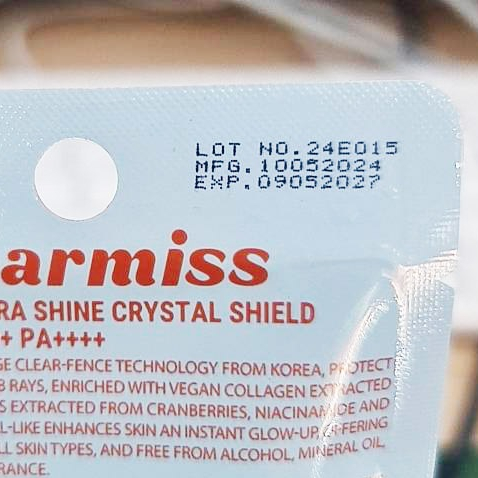 LOT NO.24E015
MFG.10052024
EXP.09052027
armiss
RA SHINE CRYSTAL SHIELD
+ PA++++
GE CLEAR-FENCE TECHNOLOGY FROM KOREA, PROTECT
B RAYS, ENRICHED WITH VEGAN COLLAGEN EXTRACTED
S EXTRACTED FROM CRANBERRIES, NIACINAMIDE AND
L-LIKE ENHANCES SKIN AN INSTANT GLOW-UP, OFFERING
LL SKIN TYPES, AND FREE FROM ALCOHOL, MINERAL OIL,
RANCE.